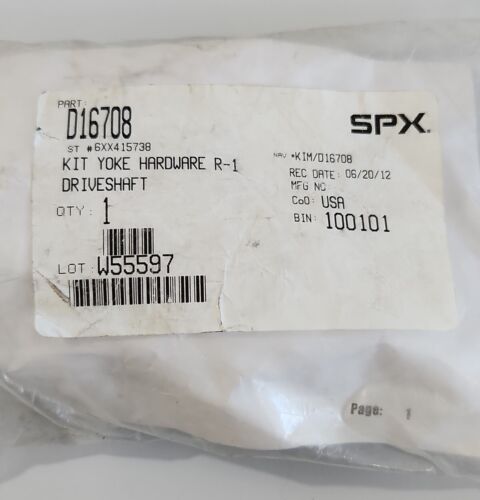 PART:
D16708
ST #6XX415738
KIT YOKE HARDWARE R-1
DRIVESHAFT
QTY: 1
LOT: W55597
SPX®
NAV *KIM/D16708
REC DATE: 06/20/12
MFG NC
CoO: USA
BIN: 100101
Page: 1